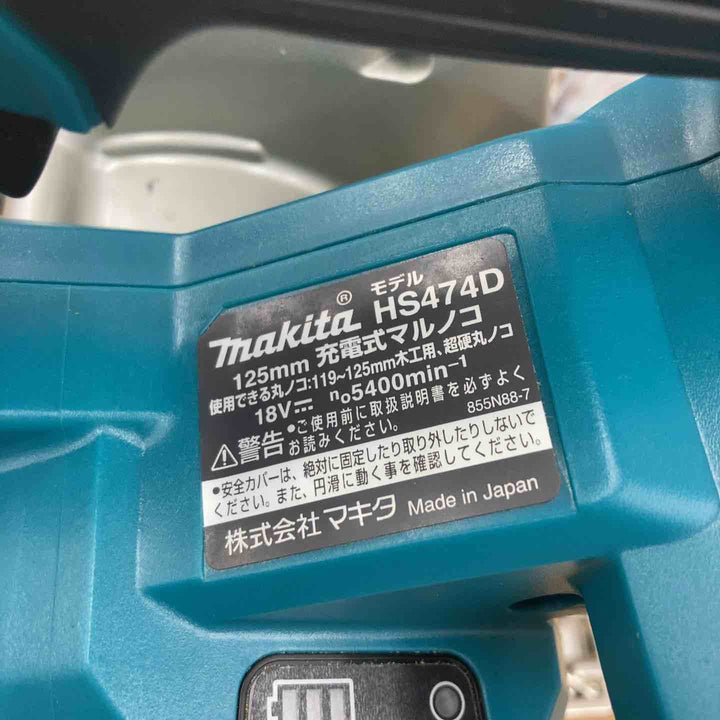 モデル
makita® HS474D
125mm 充電式マルノコ
使用できる丸ノコ:119~125mm木工用、超硬丸ノコ
18V⎓ n₀5400min⁻¹
855N88-7
⚠警告 •ご使用前に取扱説明書を必ずよく
お読みください。
•安全カバーは、絶対に固定したり取り外したりしないで
ください。また、円滑に動く事を確認してください。
株式会社 マキタ Made in Japan